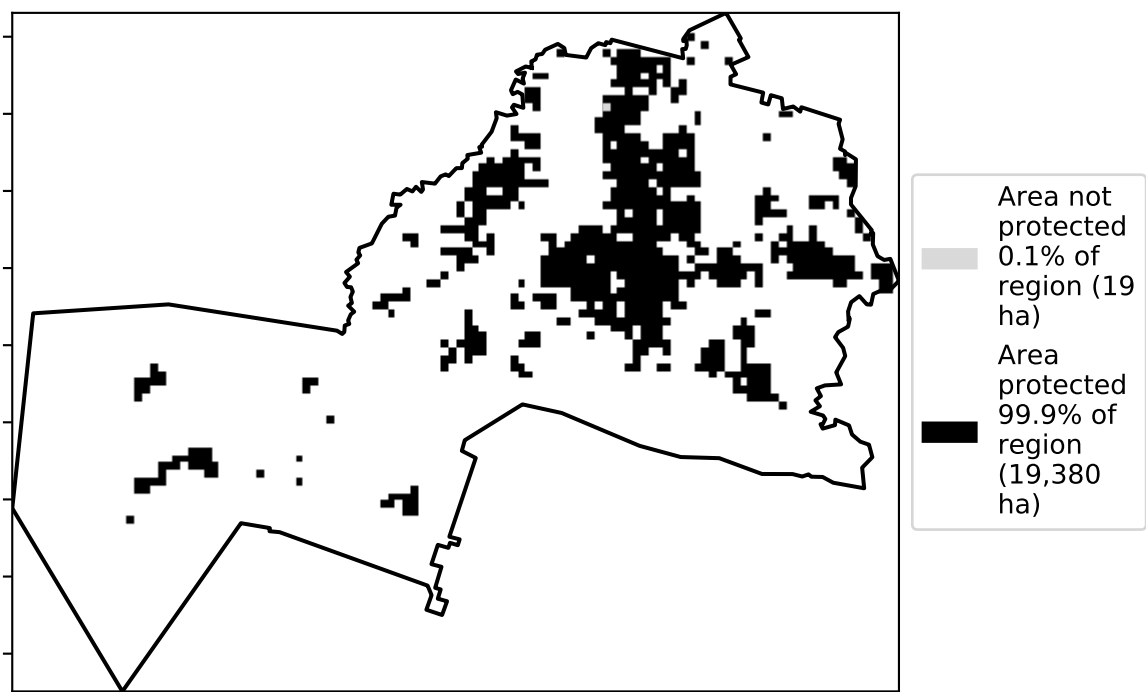 Area not
protected
0.1% of
region (19
ha)
Area
protected
99.9% of
region
(19,380
ha)